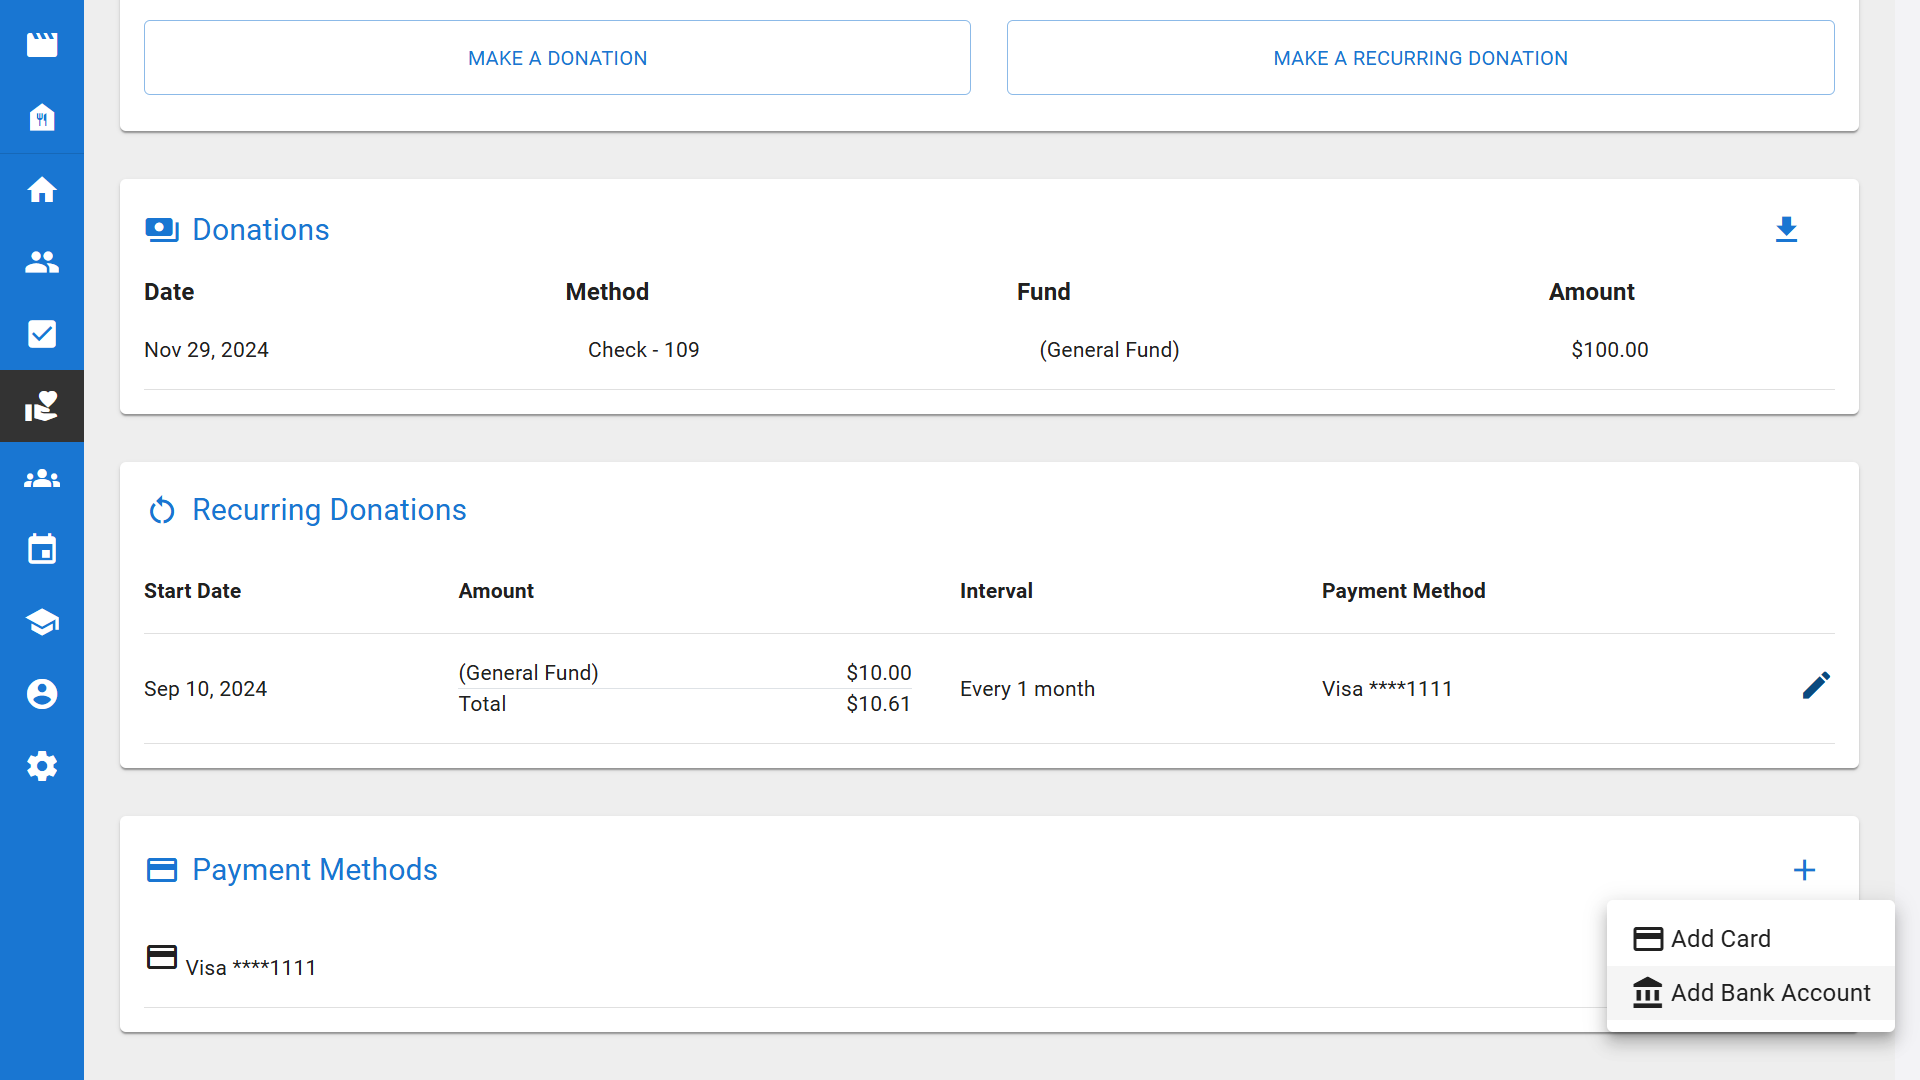 MAKE A DONATION
MAKE A RECURRING DONATION
Donations
Date Method Fund Amount
Nov 29, 2024 Check - 109 (General Fund) $100.00
Recurring Donations
Start Date Amount Interval Payment Method
(General Fund) $10.00
Sep 10, 2024 Every 1 month Visa ****1111
Total $10.61
Payment Methods
Add Card
Visa ****1111
Add Bank Account